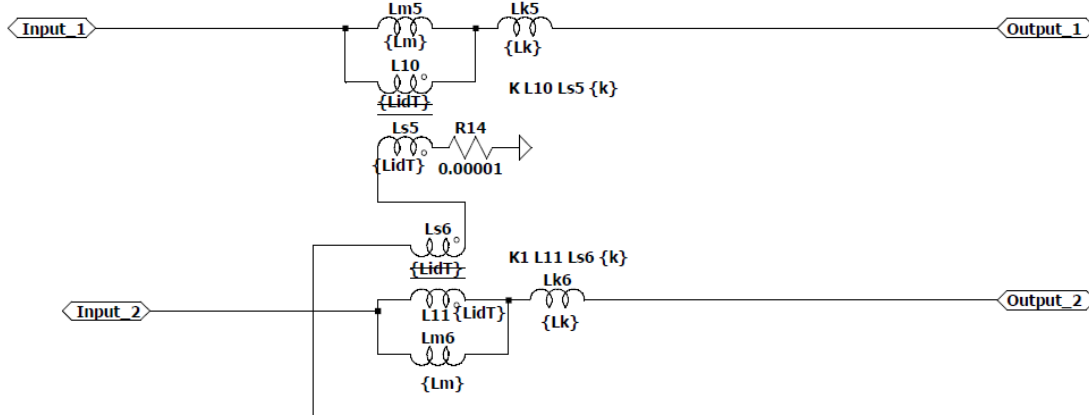 Lm5
Lk5
Input_1
Output_1
{Lm}
{Lk}
L10
K L10 Ls5 {k}
{LidT}
Ls5
R14
{LidT}
0.00001
Ls6
K1 L11 Ls6 {k}
{LidT}
Lk6
Input_2
Output_2
L11
{LidT}
{Lk}
Lm6
{Lm}